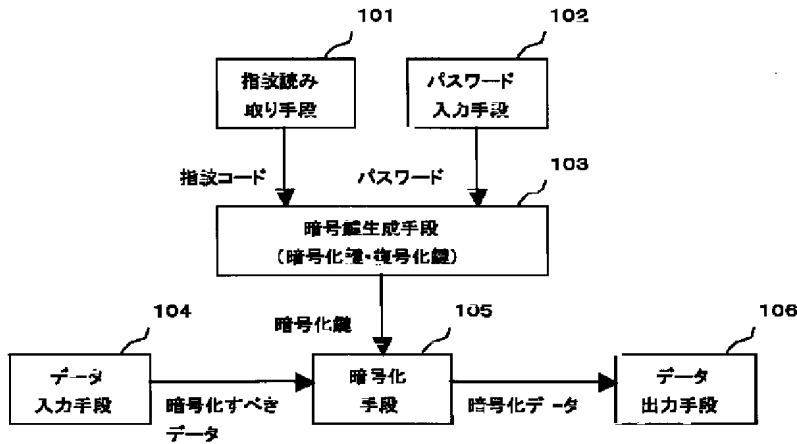 101
102
指紋読み
取り手段
パスワード
入力手段
指紋コード
パスワード
103
暗号鍵生成手段
(暗号化鍵・復号化鍵)
104
暗号化鍵
105
106
データ
入力手段
暗号化すべき
データ
暗号化
手段
暗号化データ
データ
出力手段